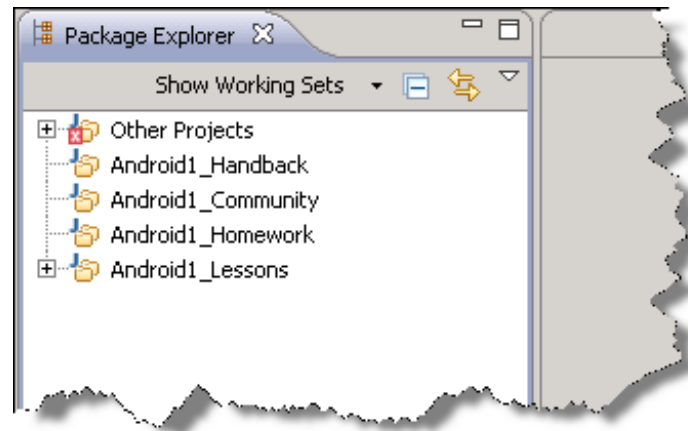 Package Explorer
Show Working Sets
Other Projects
Android1_Handback
Android1_Community
Android1_Homework
Android1_Lessons